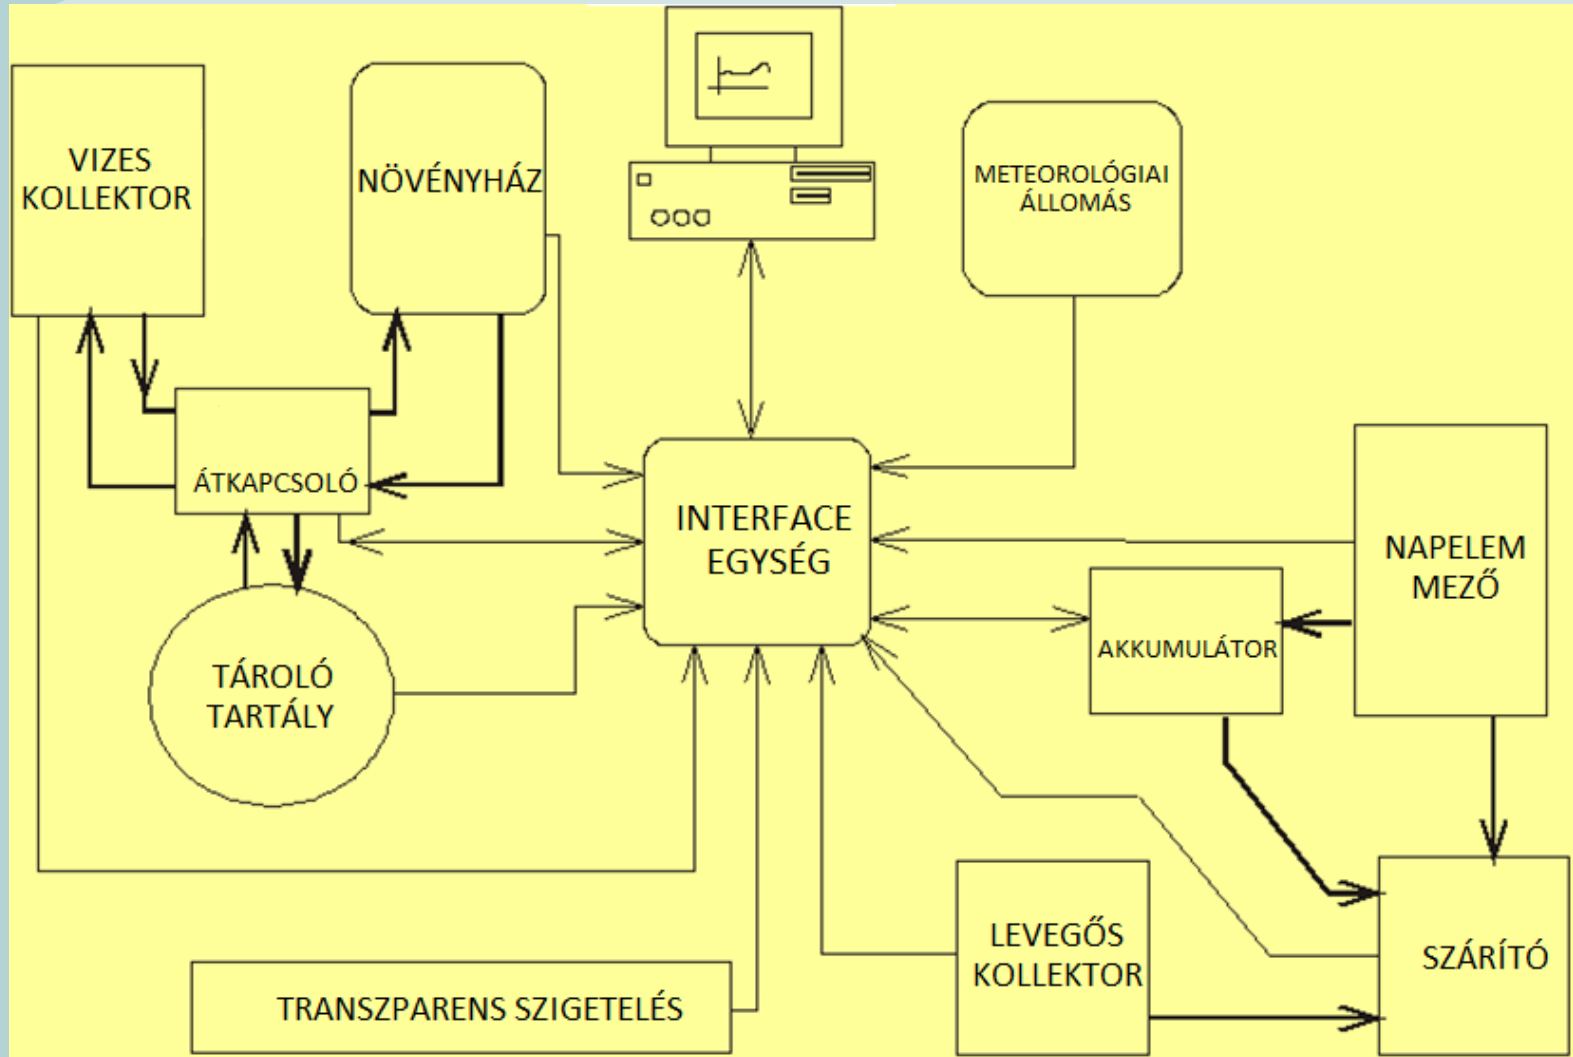 VIZES
KOLLEKTOR
NÖVÉNYHÁZ
METEOROLÓGIAI
ÁLLOMÁS
ÁTKAPCSOLÓ
INTERFACE
EGYSÉG
NAPELEM
MEZŐ
AKKUMULÁTOR
TÁROLÓ
TARTÁLY
LEVEGŐS
KOLLEKTOR
SZÁRÍTÓ
TRANSZPARENS SZIGETELÉS